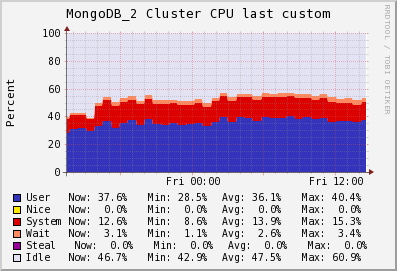 MongoDB_2 Cluster CPU last custom
RRDTOOL / TOBI OETIKER
Percent
100
80
60
40
20
0
Fri 00:00 Fri 12:00
User Now: 37.6% Min: 28.5% Avg: 36.1% Max: 40.4%
Nice Now: 0.0% Min: 0.0% Avg: 0.0% Max: 0.0%
System Now: 12.6% Min: 8.6% Avg: 13.9% Max: 15.3%
Wait Now: 3.1% Min: 1.1% Avg: 2.6% Max: 3.4%
Steal Now: 0.0% Min: 0.0% Avg: 0.0% Max: 0.0%
Idle Now: 46.7% Min: 42.9% Avg: 47.5% Max: 60.9%